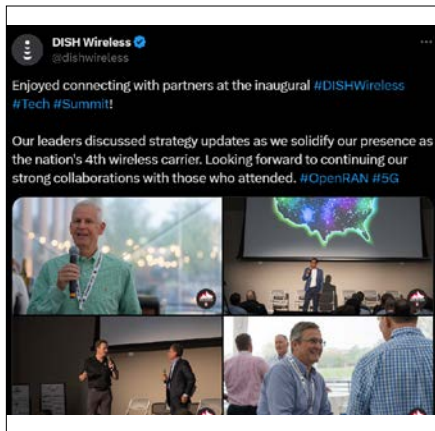 DISH Wireless
@dishwireless
Enjoyed connecting with partners at the inaugural #DISHWireless
#Tech #Summit!
Our leaders discussed strategy updates as we solidify our presence as
the nation's 4th wireless carrier. Looking forward to continuing our
strong collaborations with those who attended. #OpenRAN #5G